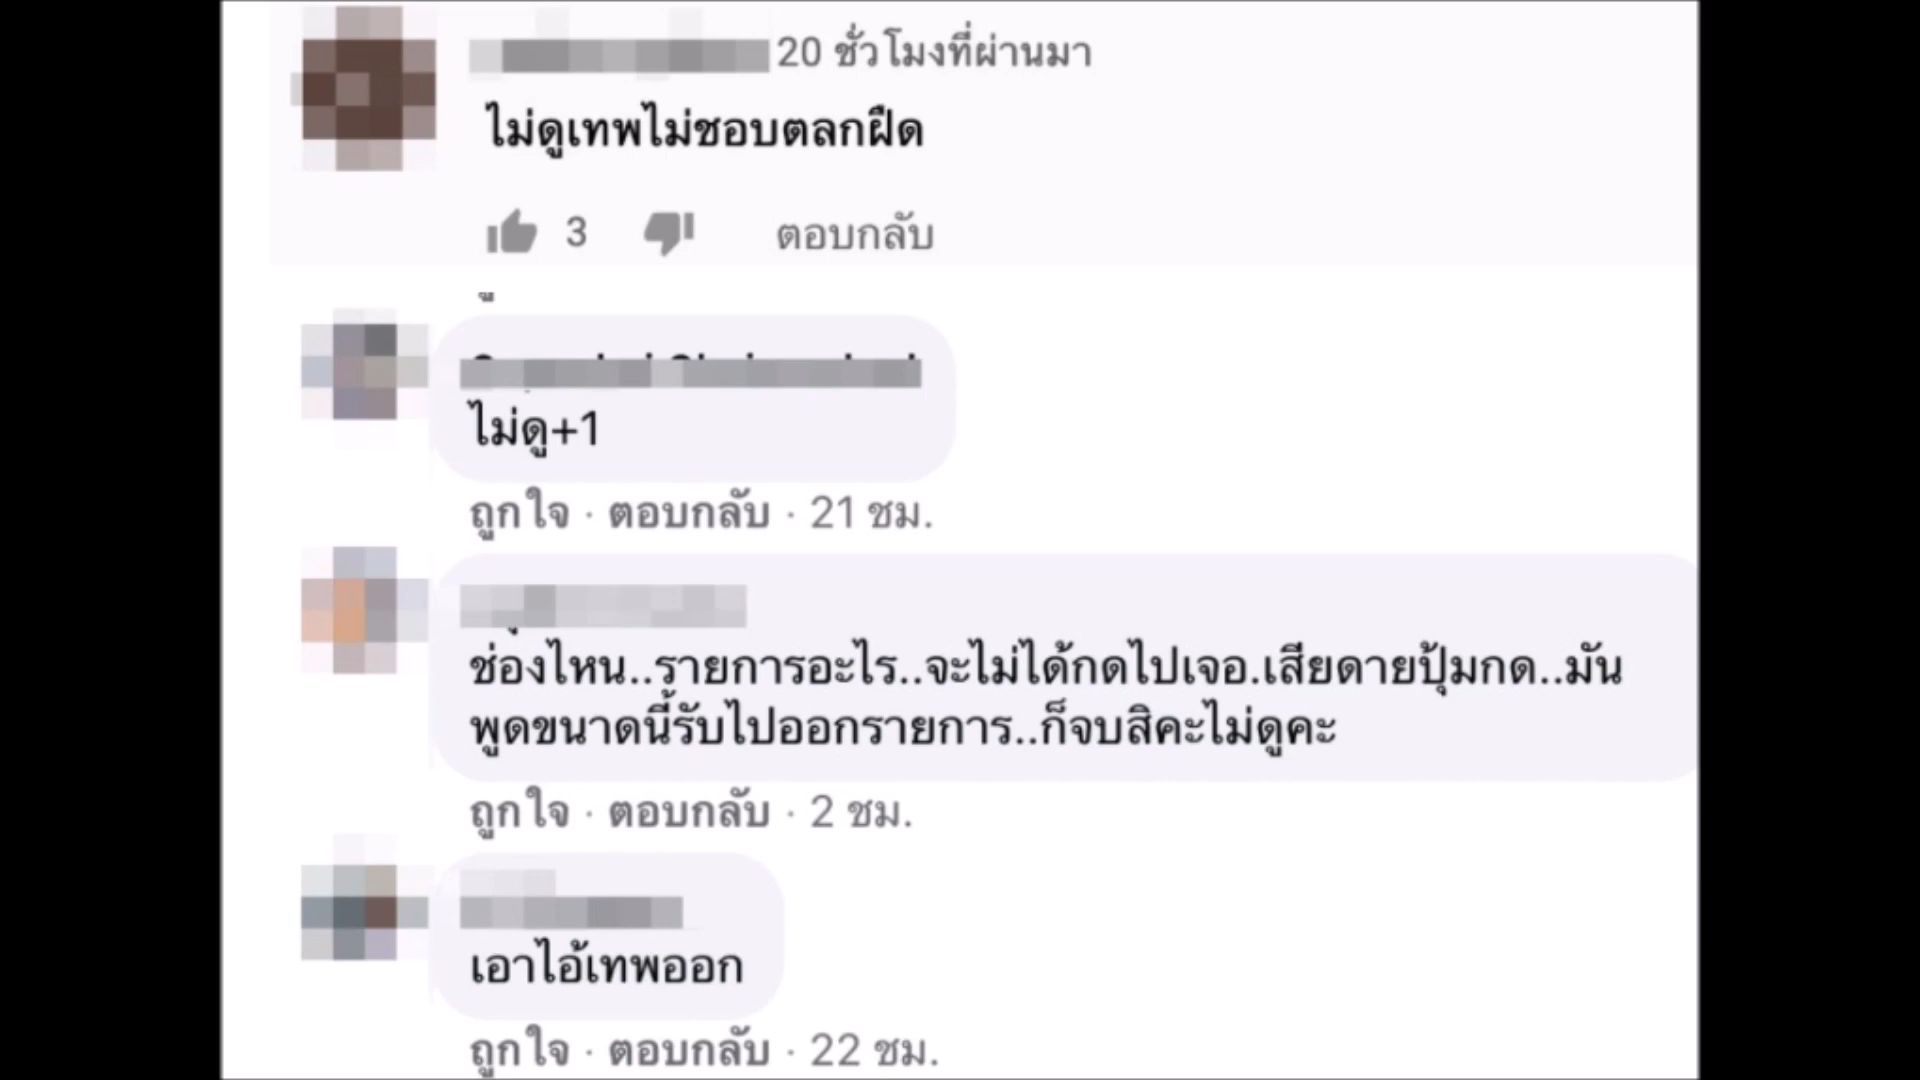 20 ชั่วโมงที่ผ่านมา
ไม่ดูเทพไม่ชอบตลกฝืด
3 ตอบกลับ
ไม่ดู+1
ถูกใจ · ตอบกลับ · 21 ชม.
ช่องไหน..รายการอะไร..จะไม่ได้กดไปเจอ.เสียดายปุ้มกด..มัน
พูดขนาดนี้รับไปออกรายการ..ก็จบสิคะไม่ดูคะ
ถูกใจ · ตอบกลับ · 2 ชม.
เอาไอ้เทพออก
ถูกใจ · ตอบกลับ · 22 ชม.